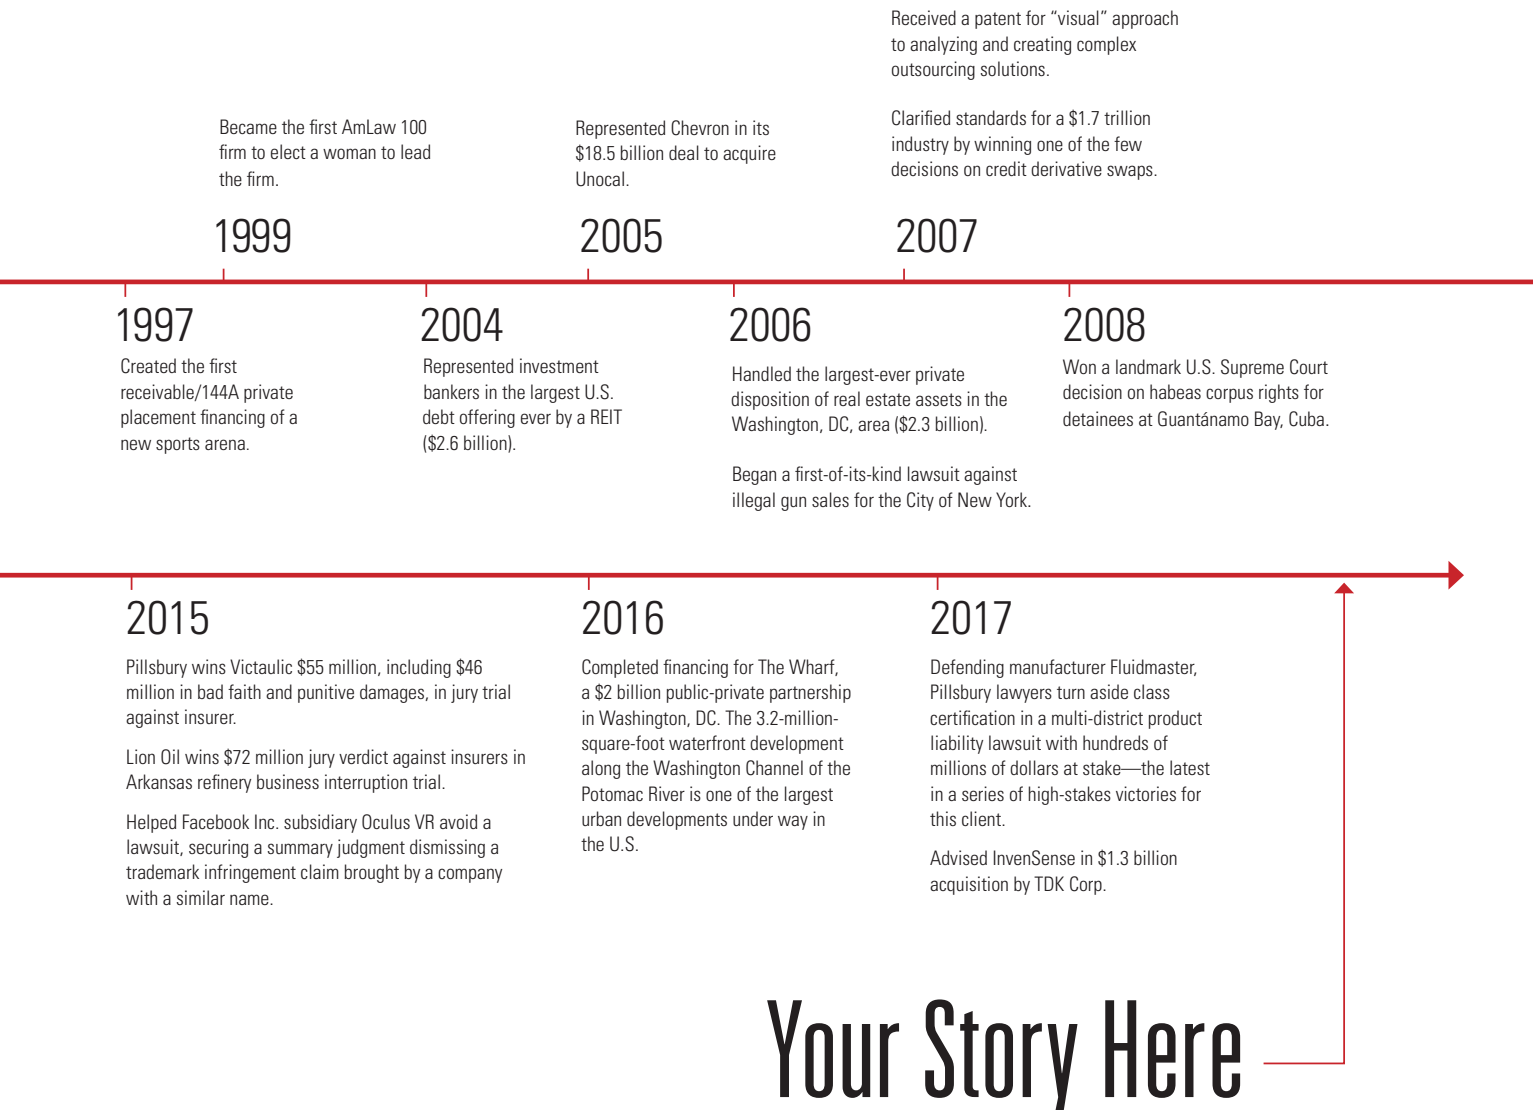 Received a patent for “visual” approach
to analyzing and creating complex
outsourcing solutions.
Clarified standards for a $1.7 trillion
industry by winning one of the few
decisions on credit derivative swaps.
Became the first AmLaw 100
firm to elect a woman to lead
the firm.
Represented Chevron in its
$18.5 billion deal to acquire
Unocal.
1999
2005
2007
1997
Created the first
receivable/144A private
placement financing of a
new sports arena.
2004
Represented investment
bankers in the largest U.S.
debt offering ever by a REIT
($2.6 billion).
2006
Handled the largest-ever private
disposition of real estate assets in the
Washington, DC, area ($2.3 billion).
Began a first-of-its-kind lawsuit against
illegal gun sales for the City of New York.
2008
Won a landmark U.S. Supreme Court
decision on habeas corpus rights for
detainees at Guantánamo Bay, Cuba.
2015
Pillsbury wins Victaulic $55 million, including $46
million in bad faith and punitive damages, in jury trial
against insurer.
Lion Oil wins $72 million jury verdict against insurers in
Arkansas refinery business interruption trial.
Helped Facebook Inc. subsidiary Oculus VR avoid a
lawsuit, securing a summary judgment dismissing a
trademark infringement claim brought by a company
with a similar name.
2016
Completed financing for The Wharf,
a $2 billion public-private partnership
in Washington, DC. The 3.2-million-
square-foot waterfront development
along the Washington Channel of the
Potomac River is one of the largest
urban developments under way in
the U.S.
2017
Defending manufacturer Fluidmaster,
Pillsbury lawyers turn aside class
certification in a multi-district product
liability lawsuit with hundreds of
millions of dollars at stake—the latest
in a series of high-stakes victories for
this client.
Advised InvenSense in $1.3 billion
acquisition by TDK Corp.
Your Story Here